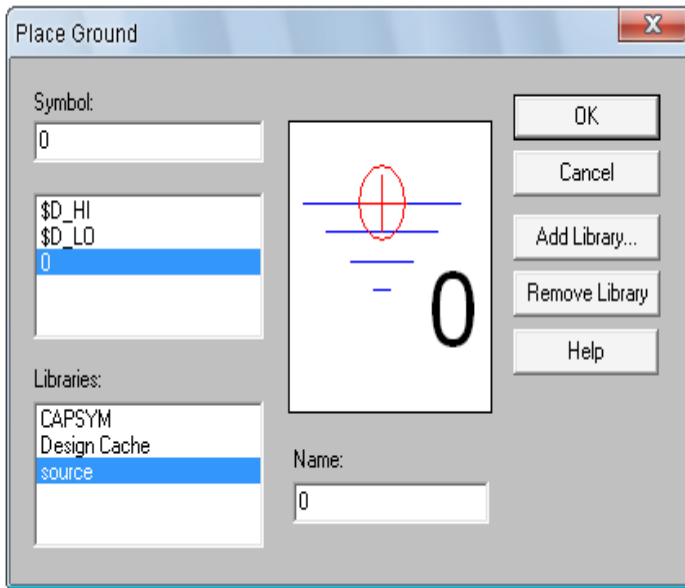 Place Ground
X
Symbol:
0
$D_HI
$D_LO
0
Libraries:
CAPSYM
Design Cache
source
0
Name:
0
OK
Cancel
Add Library...
Remove Library
Help